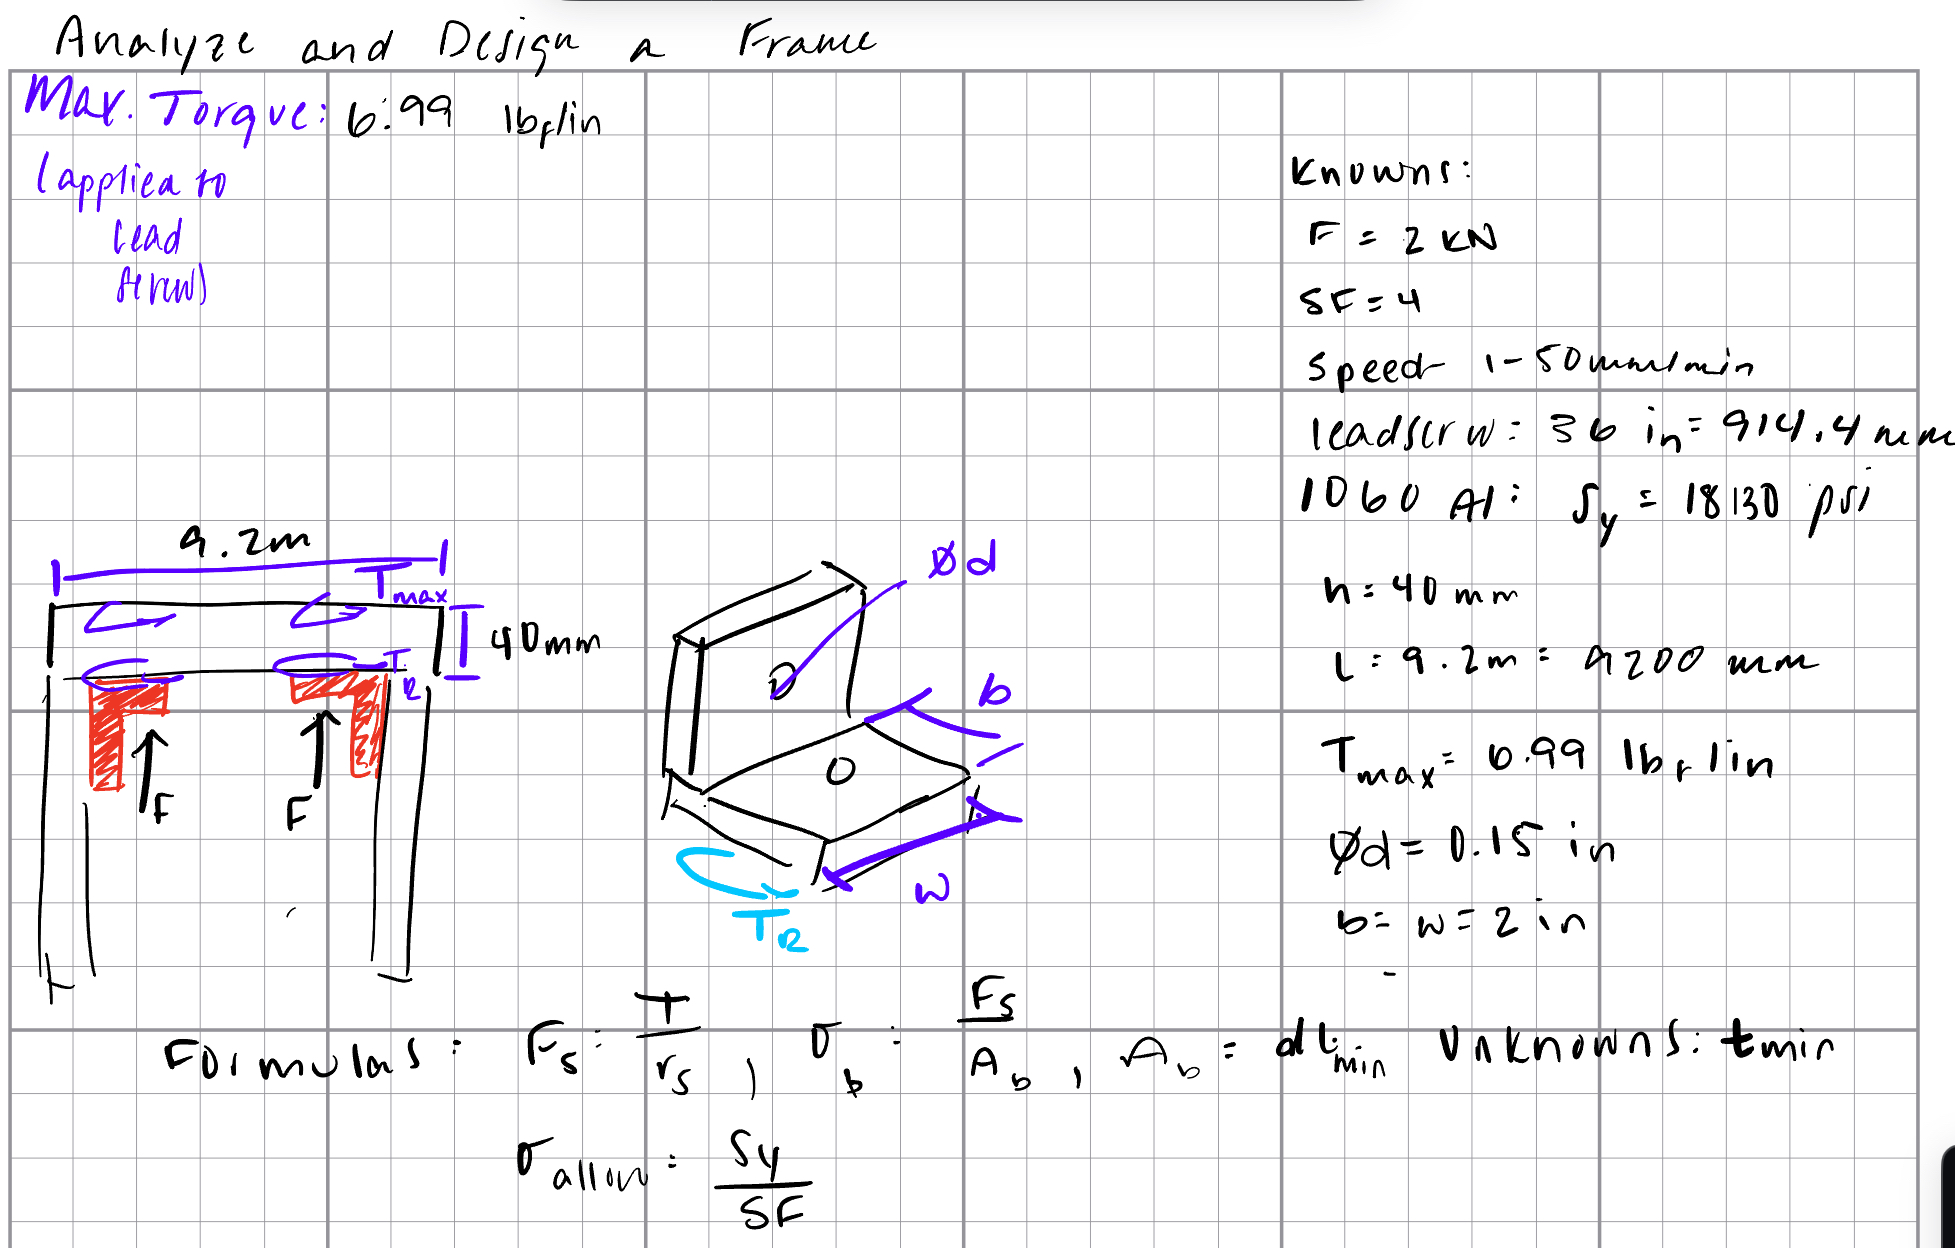 Analyze and Design a Frame
Max. Torque: 6.99 lbf/in
(applied to
lead
screw)
Knowns:
F = 2 KN
SF = 4
Speed 1-50mm/min
leadscrw: 36 in = 914.4 mm
1060 Al: Sy = 18130 psi
h = 40 mm
L = 9.2m = 9200 mm
Tmax = 6.99 lbf/in
Ød = 0.15 in
b = w = 2 in
9.2m
Tmax
40mm
TR
F
F
Ød
b
w
TR
Formulas: Fs = T/rs, σb = Fs/Ab, Ab = dtmin Unknowns: tmin
σallow = Sy/SF